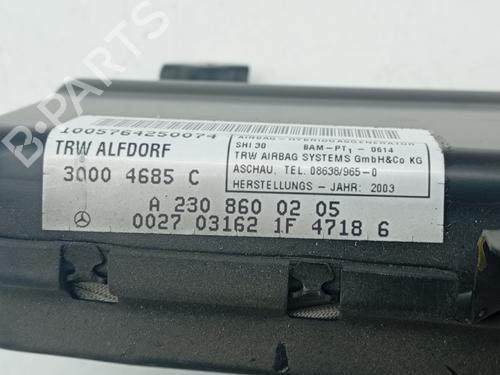 1005764250074
TRW ALFDORF
3000 4685 C
AIRBAG - HYBRIDGASGENERATOR
SHI 30 BAM-PT1 - 0614
TRW AIRBAG SYSTEMS GmbH&Co KG
ASCHAU, TEL. 08638/965-0
HERSTELLUNGS - JAHR: 2003
A 230 860 02 05
0027 03162 1F 4718 6
B-PARTS